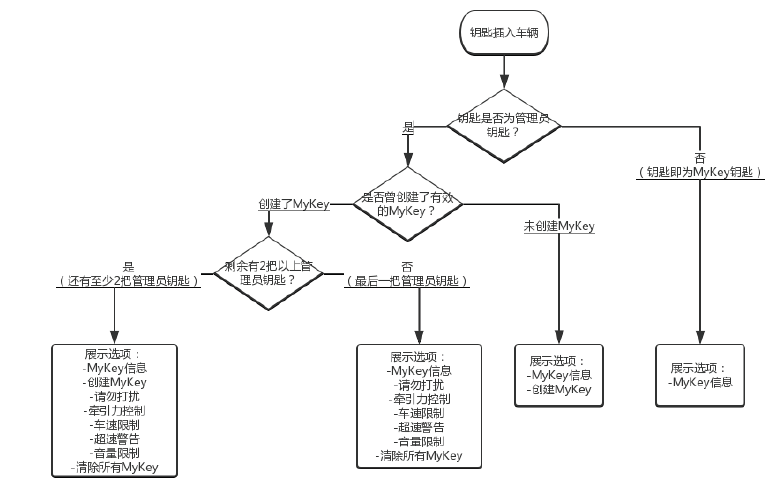 钥匙插入车辆
钥匙是否为管理员
钥匙？
是
否
（钥匙即为MyKey钥匙）
是否曾创建了有效
的MyKey？
创建了MyKey
未创建MyKey
剩余有2把以上管
理员钥匙？
是
（还有至少2把管理员钥匙）
否
（最后一把管理员钥匙）
展示选项：
-MyKey信息
-创建MyKey
-请勿打扰
-牵引力控制
-车速限制
-超速警告
-音量限制
-清除所有MyKey
展示选项：
-MyKey信息
-请勿打扰
-牵引力控制
-车速限制
-超速警告
-音量限制
-清除所有MyKey
展示选项：
-MyKey信息
-创建MyKey
展示选项：
-MyKey信息